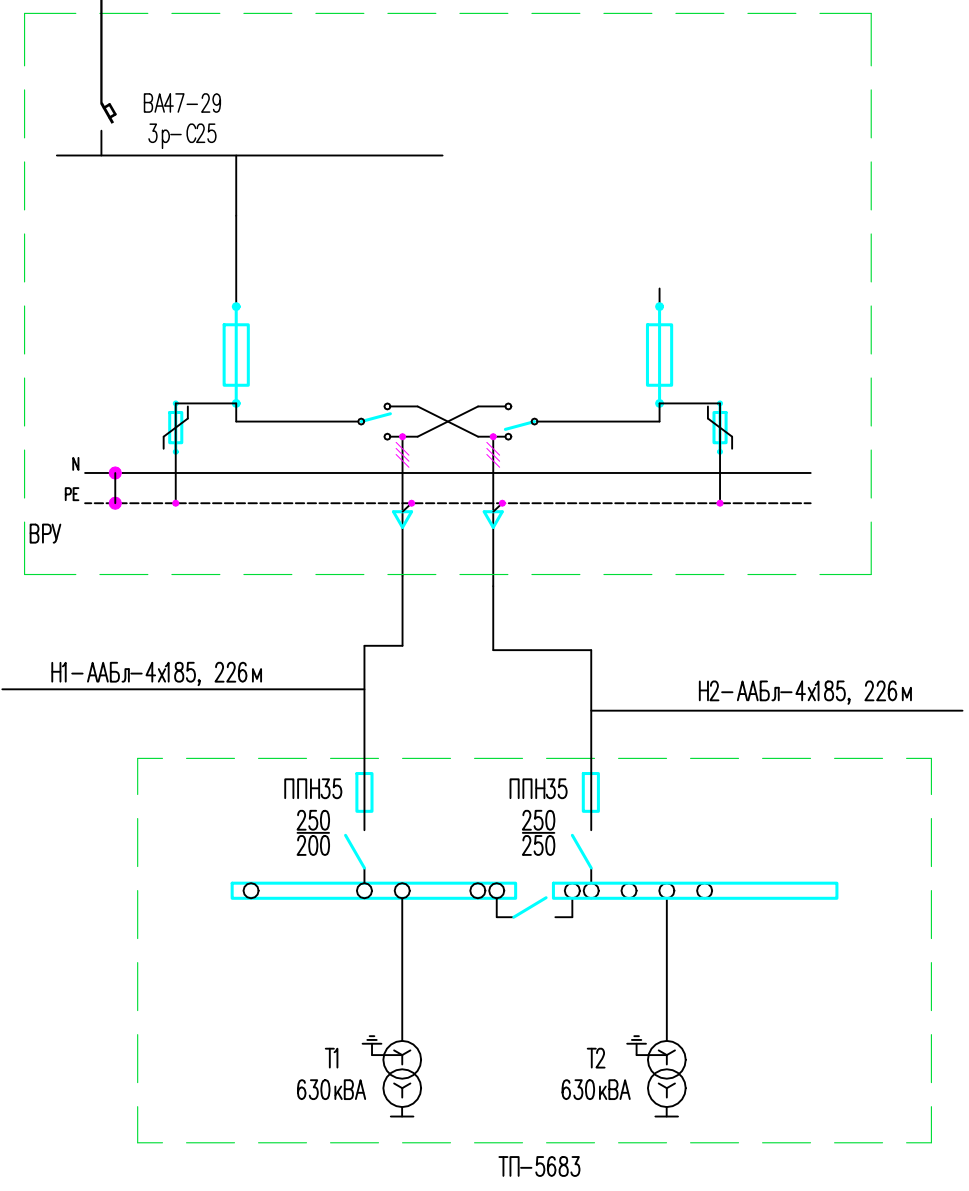 ВА47-29
3р-С25
N
PE
ВРУ
Н1-ААБл-4х185, 226м
Н2-ААБл-4х185, 226м
ППН35
250
200
ППН35
250
250
Т1
630кВА
Т2
630кВА
ТП-5683